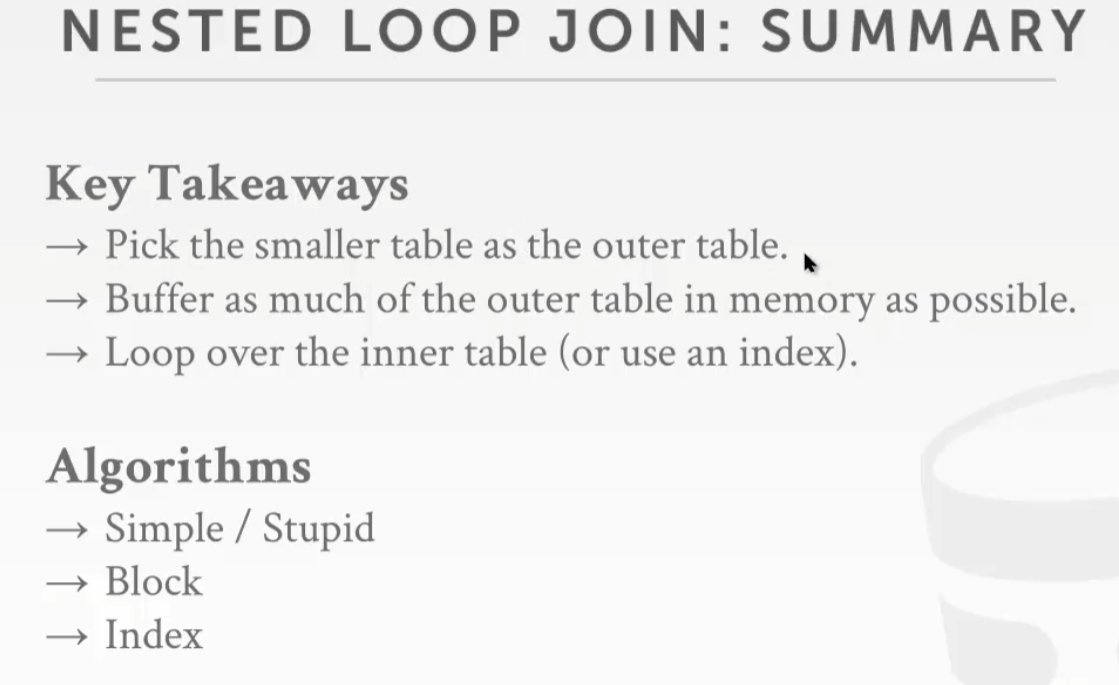 NESTED LOOP JOIN: SUMMARY
Key Takeaways
→ Pick the smaller table as the outer table.
→ Buffer as much of the outer table in memory as possible.
→ Loop over the inner table (or use an index).
Algorithms
→ Simple / Stupid
→ Block
→ Index